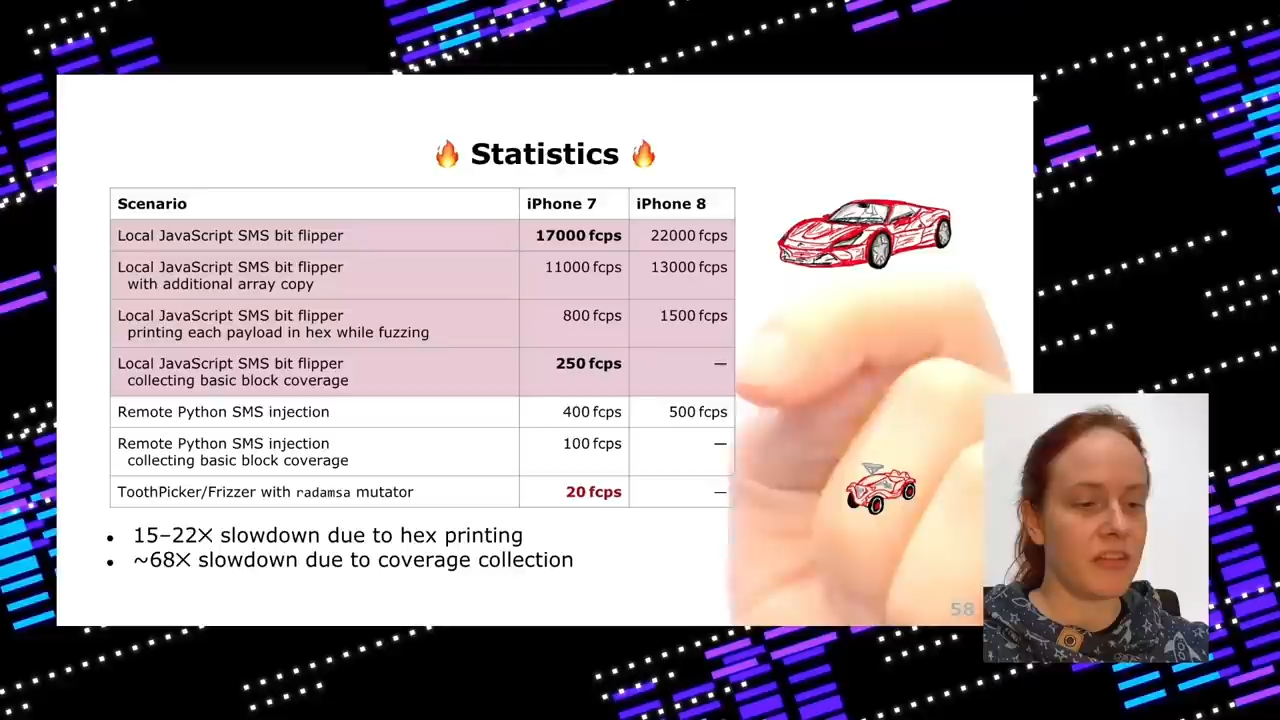 🔥 Statistics 🔥
Scenario iPhone 7 iPhone 8
Local JavaScript SMS bit flipper 17000 fcps 22000 fcps
Local JavaScript SMS bit flipper 11000 fcps 13000 fcps
with additional array copy
Local JavaScript SMS bit flipper 800 fcps 1500 fcps
printing each payload in hex while fuzzing
Local JavaScript SMS bit flipper 250 fcps —
collecting basic block coverage
Remote Python SMS injection 400 fcps 500 fcps
Remote Python SMS injection 100 fcps —
collecting basic block coverage
ToothPicker/Frizzer with radamsa mutator 20 fcps —
• 15–22× slowdown due to hex printing
• ~68× slowdown due to coverage collection
58